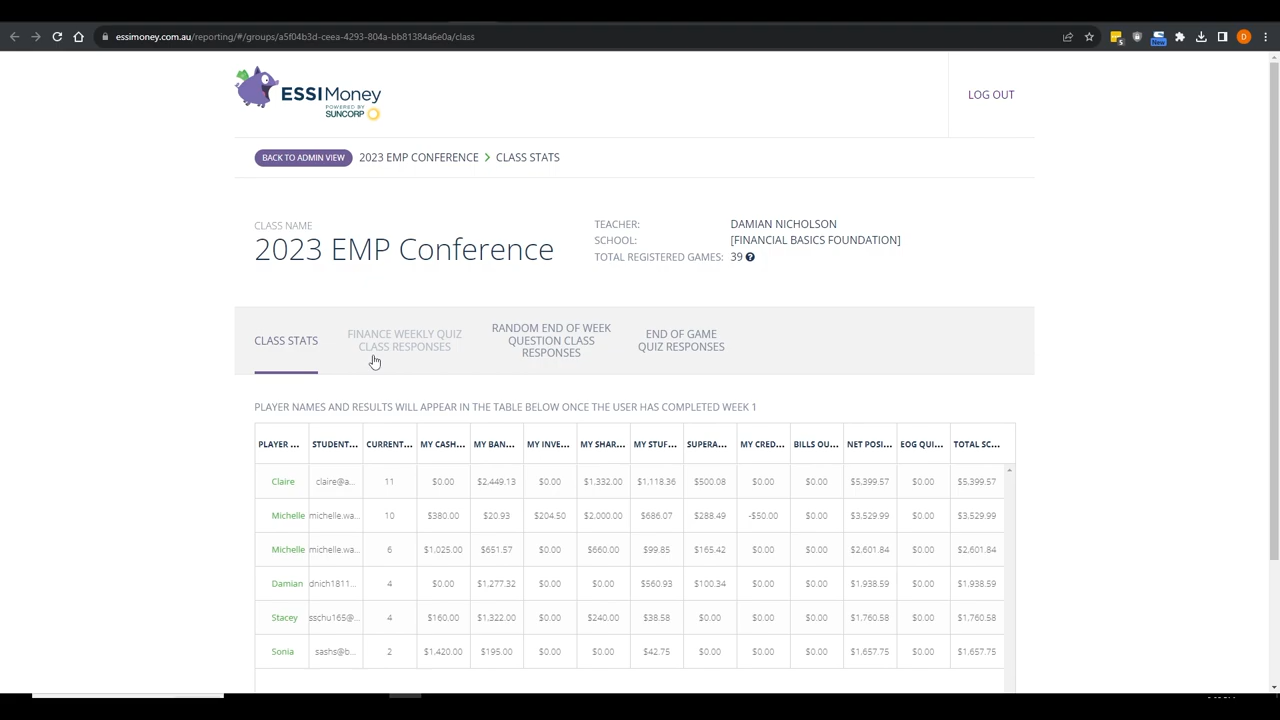 essimoney.com.au/reporting/#/groups/a5f04b3d-ceea-4293-804a-bb81384a6e0a/class
5
New
D
ESSI Money
POWERED BY
SUNCORP
LOG OUT
BACK TO ADMIN VIEW 2023 EMP CONFERENCE > CLASS STATS
CLASS NAME
2023 EMP Conference
TEACHER: DAMIAN NICHOLSON
SCHOOL: [FINANCIAL BASICS FOUNDATION]
TOTAL REGISTERED GAMES: 39 ?
CLASS STATS
FINANCE WEEKLY QUIZ
CLASS RESPONSES
RANDOM END OF WEEK
QUESTION CLASS
RESPONSES
END OF GAME
QUIZ RESPONSES
PLAYER NAMES AND RESULTS WILL APPEAR IN THE TABLE BELOW ONCE THE USER HAS COMPLETED WEEK 1
PLAYER ... STUDENT... CURRENT... MY CASH... MY BAN... MY INVE... MY SHAR... MY STUF... SUPERA... MY CRED... BILLS OU... NET POSI... EOG QUI... TOTAL SC...
Claire claire@a... 11 $0.00 $2,449.13 $0.00 $1,332.00 $1,118.36 $500.08 $0.00 $0.00 $5,399.57 $0.00 $5,399.57
Michelle michelle.wa... 10 $380.00 $20.93 $204.50 $2,000.00 $686.07 $288.49 -$50.00 $0.00 $3,529.99 $0.00 $3,529.99
Michelle michelle.wa... 6 $1,025.00 $651.57 $0.00 $660.00 $99.85 $165.42 $0.00 $0.00 $2,601.84 $0.00 $2,601.84
Damian dnich1811... 4 $0.00 $1,277.32 $0.00 $0.00 $560.93 $100.34 $0.00 $0.00 $1,938.59 $0.00 $1,938.59
Stacey sschu165@... 4 $160.00 $1,322.00 $0.00 $240.00 $38.58 $0.00 $0.00 $0.00 $1,760.58 $0.00 $1,760.58
Sonia sashs@b... 2 $1,420.00 $195.00 $0.00 $0.00 $42.75 $0.00 $0.00 $0.00 $1,657.75 $0.00 $1,657.75